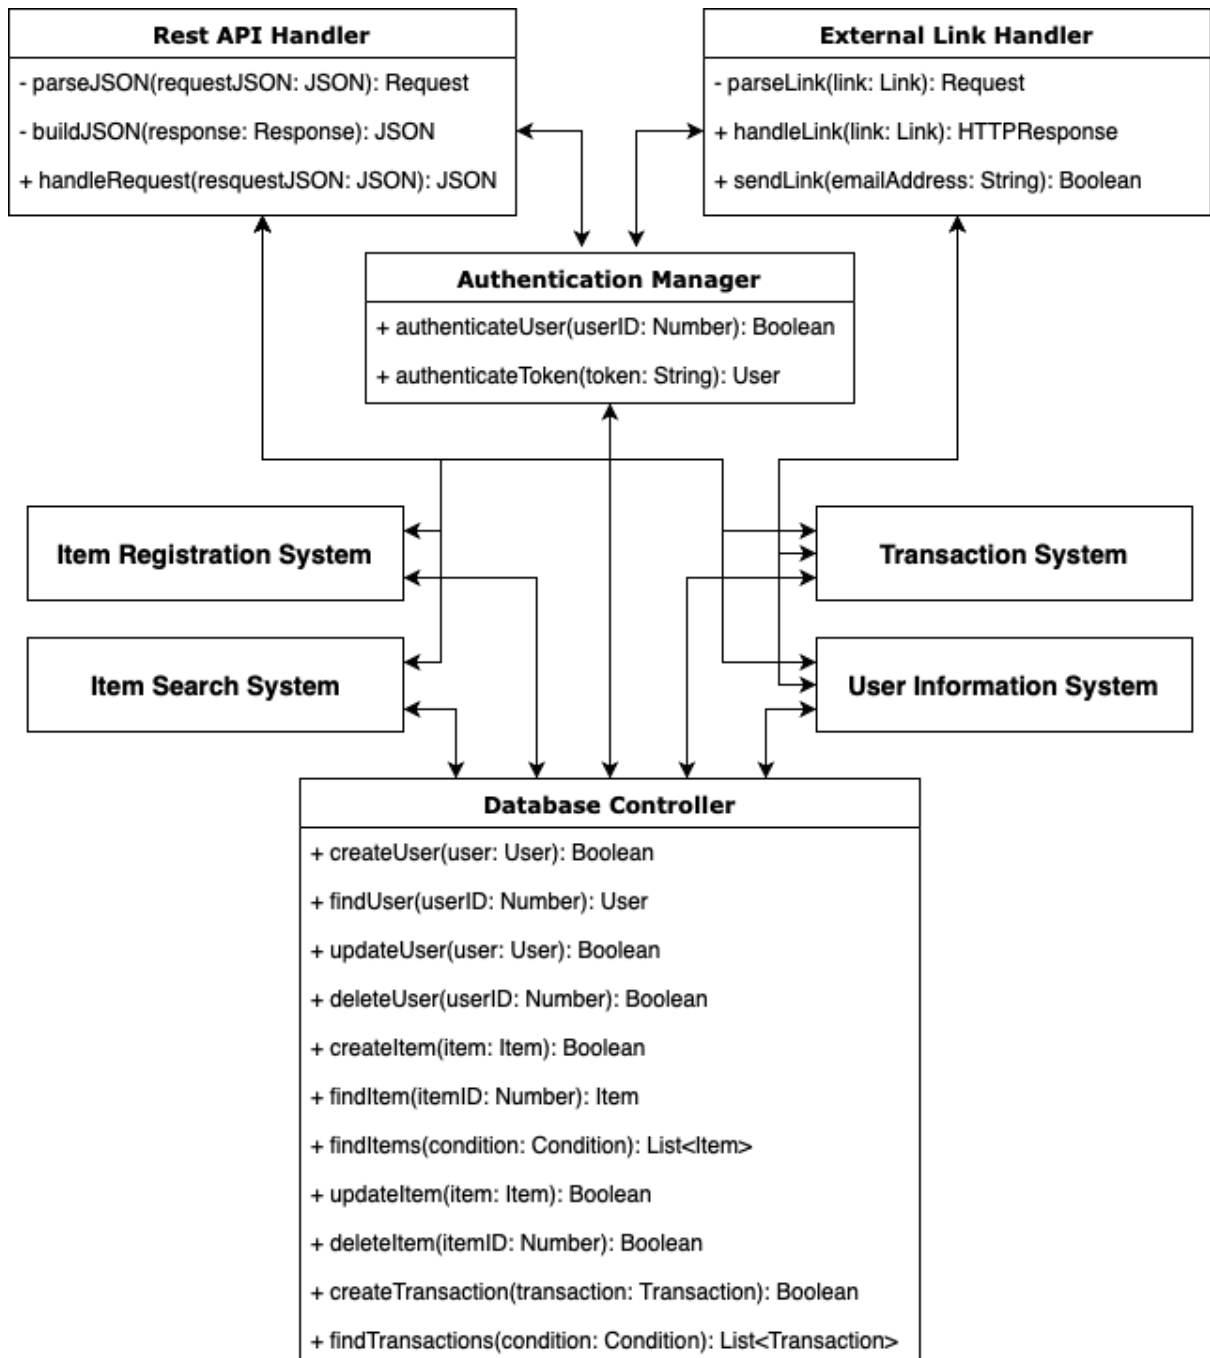 Rest API Handler
- parseJSON(requestJSON: JSON): Request
- buildJSON(response: Response): JSON
+ handleRequest(resquestJSON: JSON): JSON
External Link Handler
- parseLink(link: Link): Request
+ handleLink(link: Link): HTTPResponse
+ sendLink(emailAddress: String): Boolean
Authentication Manager
+ authenticateUser(userID: Number): Boolean
+ authenticateToken(token: String): User
Item Registration System
Transaction System
Item Search System
User Information System
Database Controller
+ createUser(user: User): Boolean
+ findUser(userID: Number): User
+ updateUser(user: User): Boolean
+ deleteUser(userID: Number): Boolean
+ createItem(item: Item): Boolean
+ findItem(itemID: Number): Item
+ findItems(condition: Condition): List<Item>
+ updateItem(item: Item): Boolean
+ deleteItem(itemID: Number): Boolean
+ createTransaction(transaction: Transaction): Boolean
+ findTransactions(condition: Condition): List<Transaction>